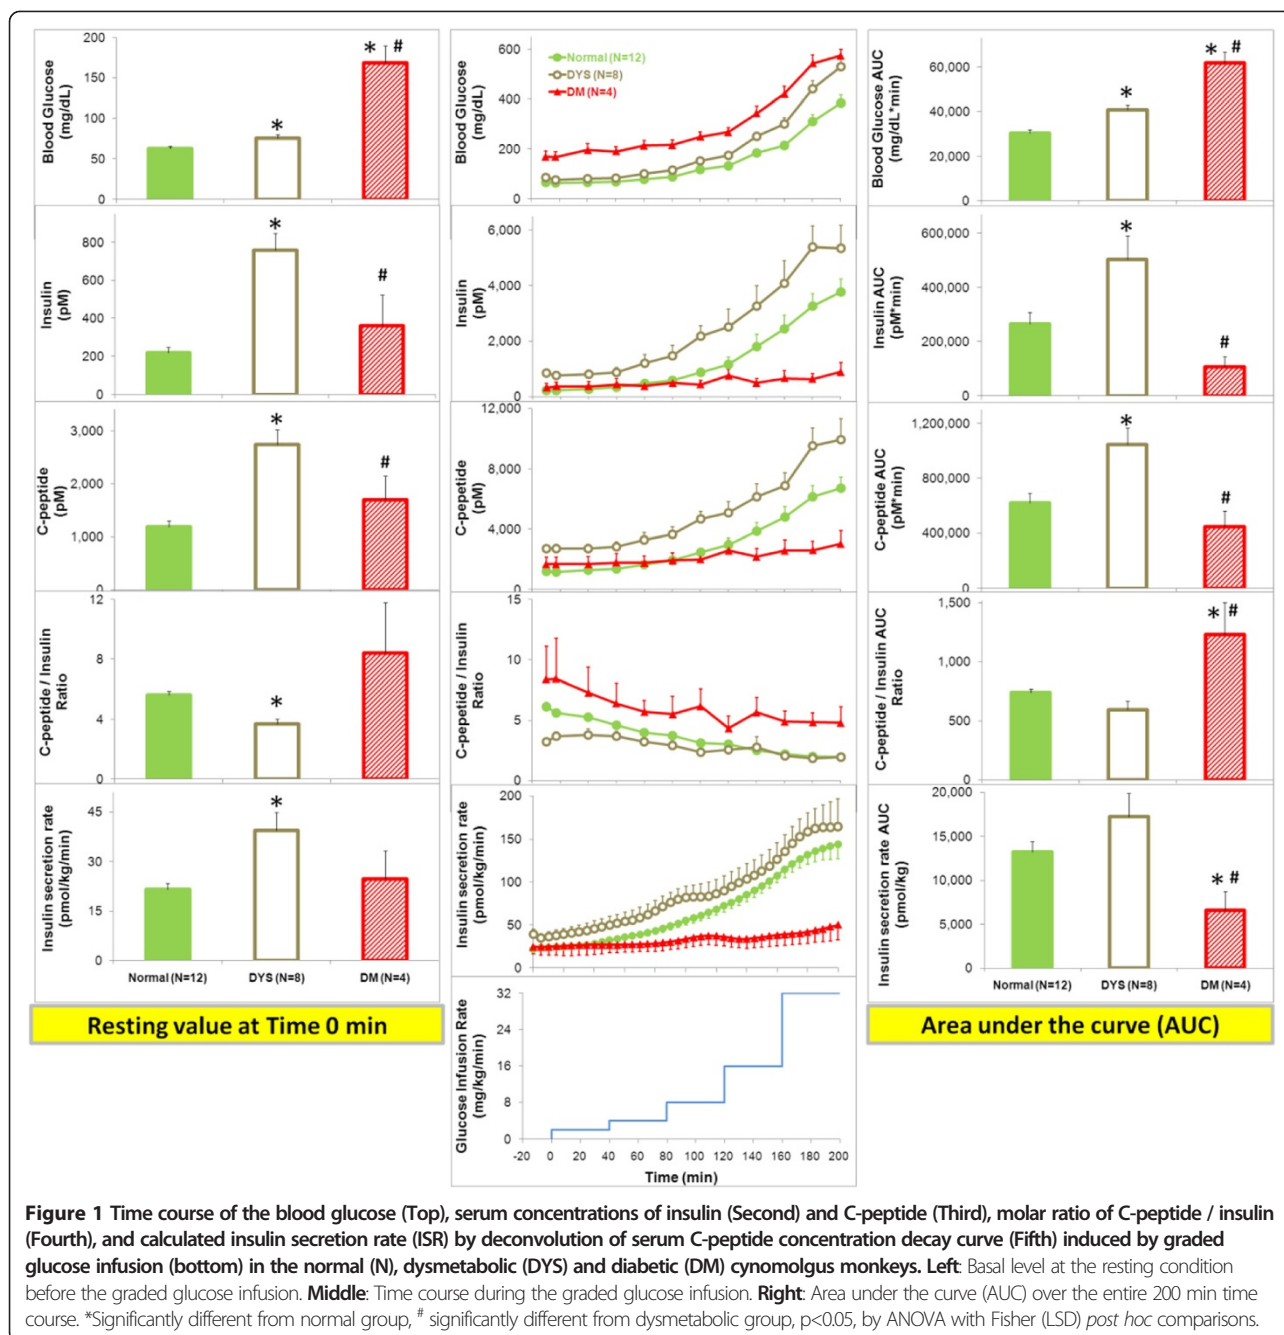 Blood Glucose
(mg/dL)
200
150
100
50
0
*
* #
Blood Glucose
(mg/dL)
600
400
200
0
Normal (N=12)
DYS (N=8)
DM (N=4)
Blood Glucose AUC
(mg/dL*min)
60,000
40,000
20,000
0
*
* #
Insulin
(pM)
800
600
400
200
0
*
#
Insulin
(pM)
6,000
4,000
2,000
0
Insulin AUC
(pM*min)
600,000
400,000
200,000
0
*
#
C-peptide
(pM)
3,000
2,000
1,000
0
*
#
C-pepetide
(pM)
12,000
8,000
4,000
0
C-peptide AUC
(pM*min)
1,200,000
800,000
400,000
0
*
#
C-peptide / Insulin
Ratio
12
8
4
0
*
C-pepetide / Insulin
Ratio
15
10
5
0
C-peptide / Insulin AUC
Ratio
1,500
1,000
500
0
* #
Insulin secretion rate
(pmol/kg/min)
45
30
15
0
*
Normal (N=12) DYS (N=8) DM (N=4)
Insulin secretion rate
(pmol/kg/min)
200
150
100
50
0
Insulin secretion rate AUC
(pmol/kg)
20,000
15,000
10,000
5,000
0
* #
Normal (N=12) DYS (N=8) DM (N=4)
Resting value at Time 0 min
Area under the curve (AUC)
Glucose Infusion Rate
(mg/kg/min)
32
24
16
8
0
-20 0 20 40 60 80 100 120 140 160 180 200
Time (min)
Figure 1 Time course of the blood glucose (Top), serum concentrations of insulin (Second) and C-peptide (Third), molar ratio of C-peptide / insulin
(Fourth), and calculated insulin secretion rate (ISR) by deconvolution of serum C-peptide concentration decay curve (Fifth) induced by graded
glucose infusion (bottom) in the normal (N), dysmetabolic (DYS) and diabetic (DM) cynomolgus monkeys. Left: Basal level at the resting condition
before the graded glucose infusion. Middle: Time course during the graded glucose infusion. Right: Area under the curve (AUC) over the entire 200 min time
course. *Significantly different from normal group, # significantly different from dysmetabolic group, p<0.05, by ANOVA with Fisher (LSD) post hoc comparisons.